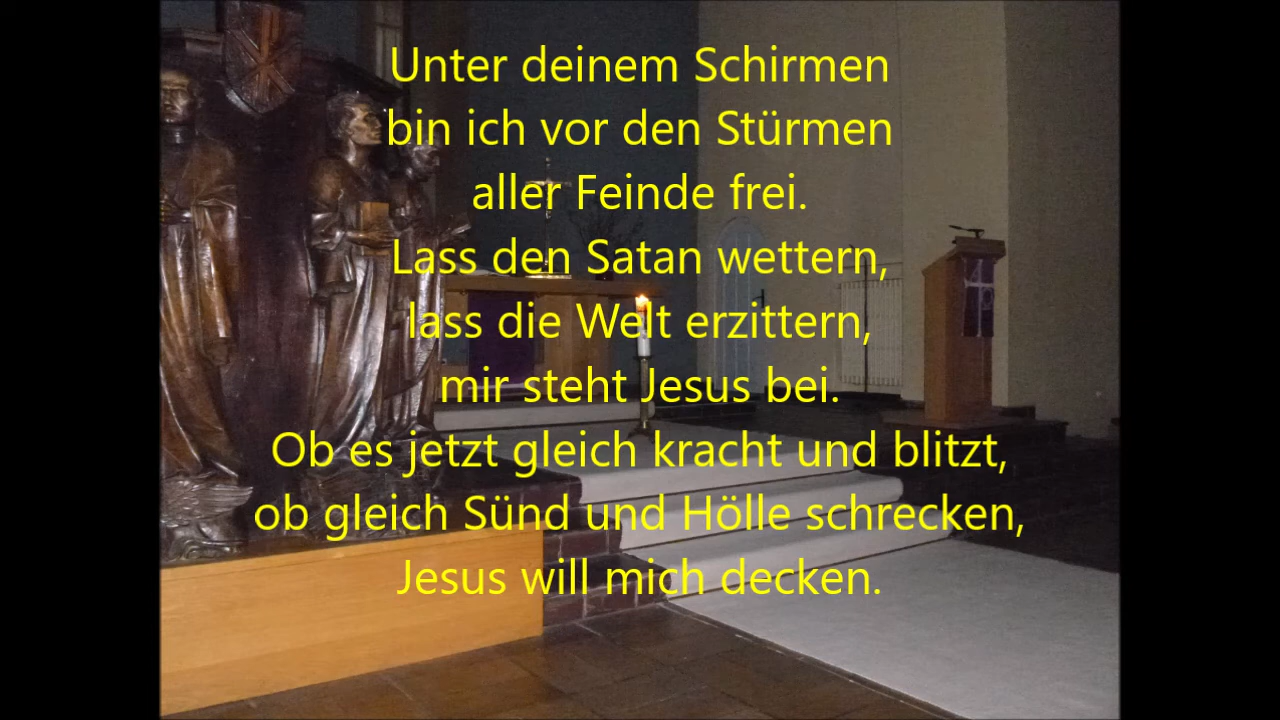 Unter deinem Schirmen
bin ich vor den Stürmen
aller Feinde frei.
Lass den Satan wettern,
lass die Welt erzittern,
mir steht Jesus bei.
Ob es jetzt gleich kracht und blitzt,
ob gleich Sünd und Hölle schrecken,
Jesus will mich decken.